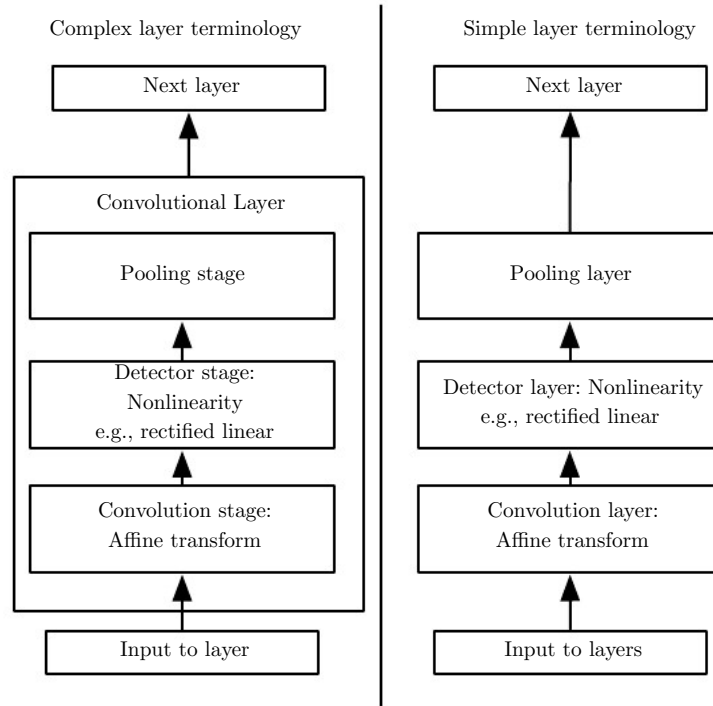 Complex layer terminology
Next layer
Convolutional Layer
Pooling stage
Detector stage:
Nonlinearity
e.g., rectified linear
Convolution stage:
Affine transform
Input to layer
Simple layer terminology
Next layer
Pooling layer
Detector layer: Nonlinearity
e.g., rectified linear
Convolution layer:
Affine transform
Input to layers